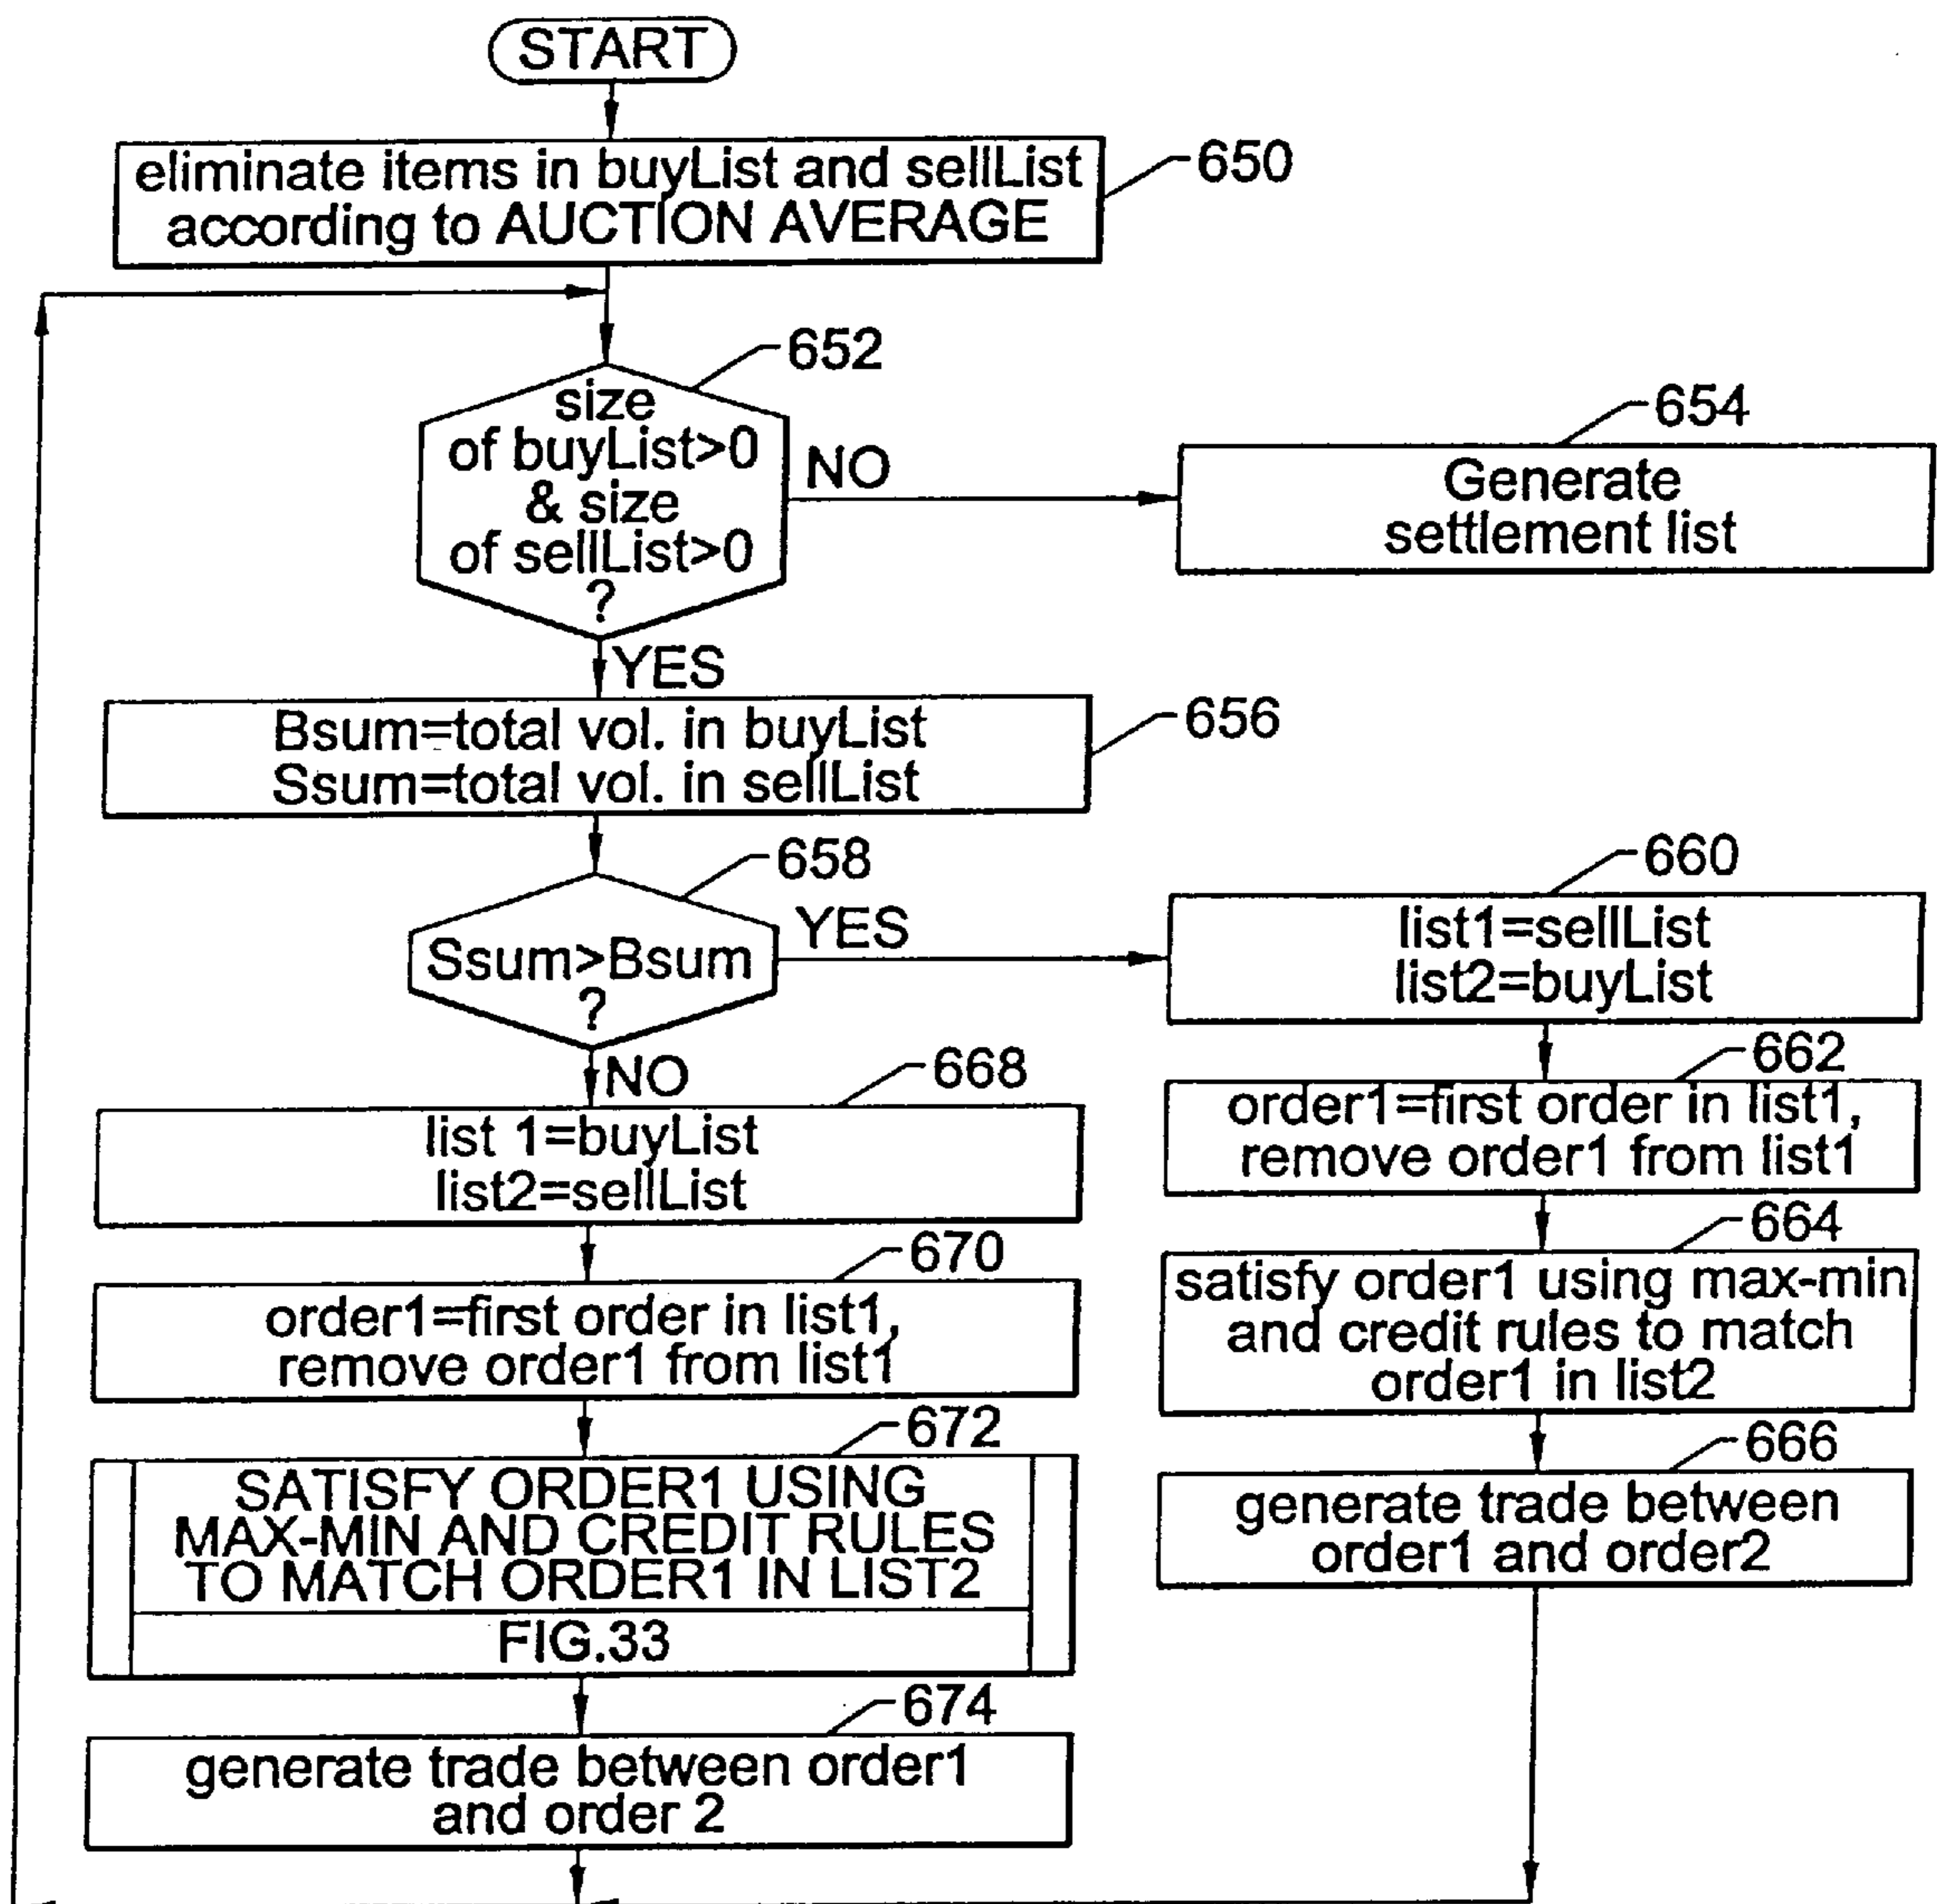 START
eliminate items in buyList and sellList
according to AUCTION AVERAGE
650
652
size
of buyList>0
& size
of sellList>0
?
NO
654
Generate
settlement list
YES
Bsum=total vol. in buyList
Ssum=total vol. in sellList
656
658
Ssum>Bsum
?
YES
660
list1=sellList
list2=buyList
NO
668
list 1=buyList
list2=sellList
662
order1=first order in list1,
remove order1 from list1
670
order1=first order in list1,
remove order1 from list1
664
satisfy order1 using max-min
and credit rules to match
order1 in list2
672
SATISFY ORDER1 USING
MAX-MIN AND CREDIT RULES
TO MATCH ORDER1 IN LIST2
FIG.33
666
generate trade between
order1 and order2
674
generate trade between order1
and order 2